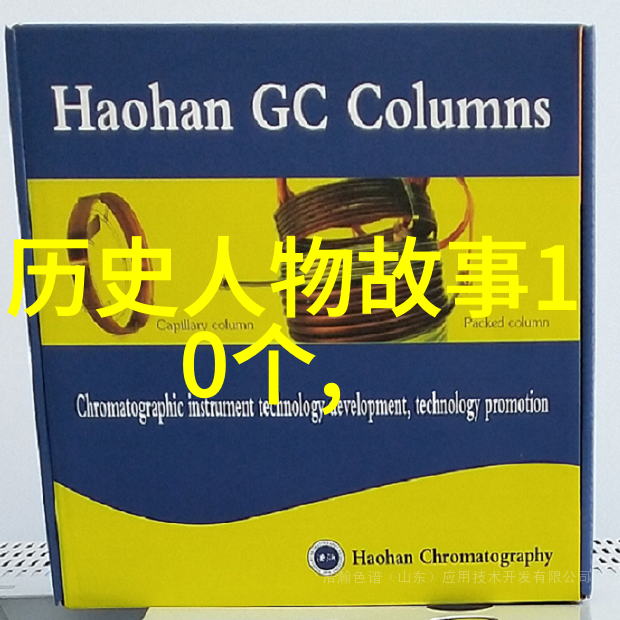 Haohan GC Columns
历史人物故事1
0个,
Capillary column
Packed column
Chromatographic instrument technology development, technology promotion
Haohan Chromatography
浩瀚色谱（山东）应用技术开发有限公司